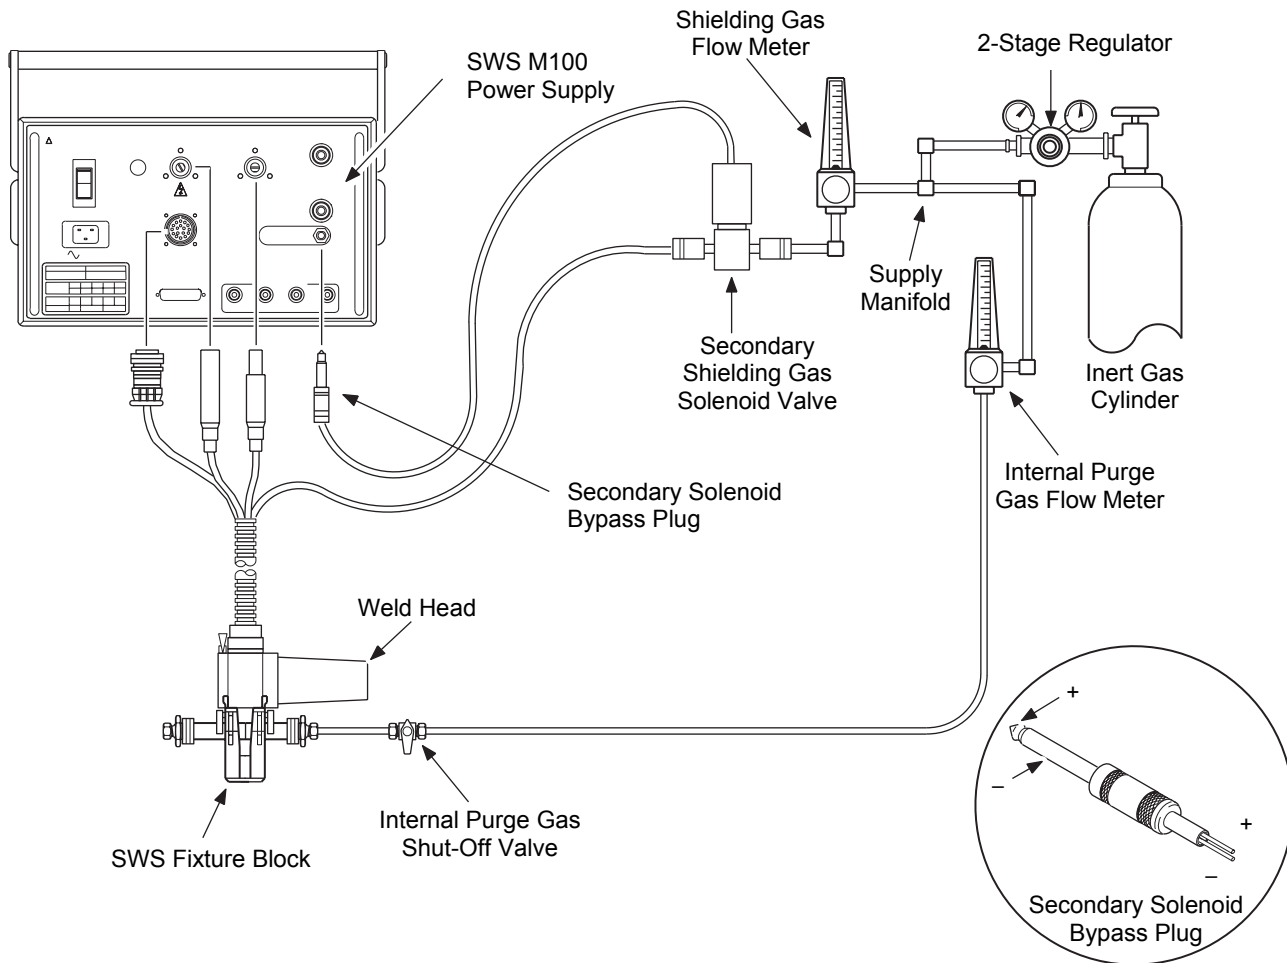 Shielding Gas
Flow Meter
2-Stage Regulator
SWS M100
Power Supply
Supply
Manifold
Secondary
Shielding Gas
Solenoid Valve
Inert Gas
Cylinder
Internal Purge
Gas Flow Meter
Secondary Solenoid
Bypass Plug
Weld Head
Internal Purge Gas
Shut-Off Valve
SWS Fixture Block
+
–
+
–
Secondary Solenoid
Bypass Plug